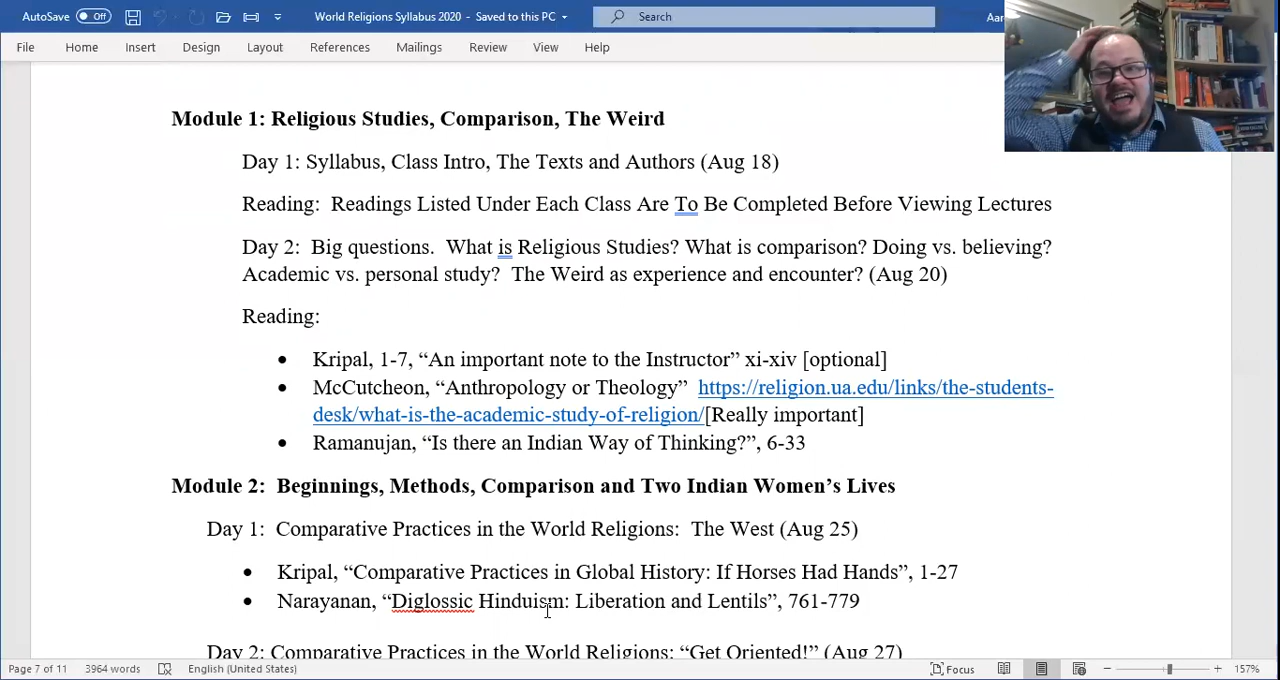 AutoSave Off World Religions Syllabus 2020 - Saved to this PC Search Aar
File Home Insert Design Layout References Mailings Review View Help
Module 1: Religious Studies, Comparison, The Weird
Day 1: Syllabus, Class Intro, The Texts and Authors (Aug 18)
Reading: Readings Listed Under Each Class Are To Be Completed Before Viewing Lectures
Day 2: Big questions. What is Religious Studies? What is comparison? Doing vs. believing?
Academic vs. personal study? The Weird as experience and encounter? (Aug 20)
Reading:
• Kripal, 1-7, “An important note to the Instructor” xi-xiv [optional]
• McCutcheon, “Anthropology or Theology” https://religion.ua.edu/links/the-students-
desk/what-is-the-academic-study-of-religion/[Really important]
• Ramanujan, “Is there an Indian Way of Thinking?”, 6-33
Module 2: Beginnings, Methods, Comparison and Two Indian Women’s Lives
Day 1: Comparative Practices in the World Religions: The West (Aug 25)
• Kripal, “Comparative Practices in Global History: If Horses Had Hands”, 1-27
• Narayanan, “Diglossic Hinduism: Liberation and Lentils”, 761-779
Day 2: Comparative Practices in the World Religions: “Get Oriented!” (Aug 27)
Page 7 of 11 3964 words English (United States) Focus 157%